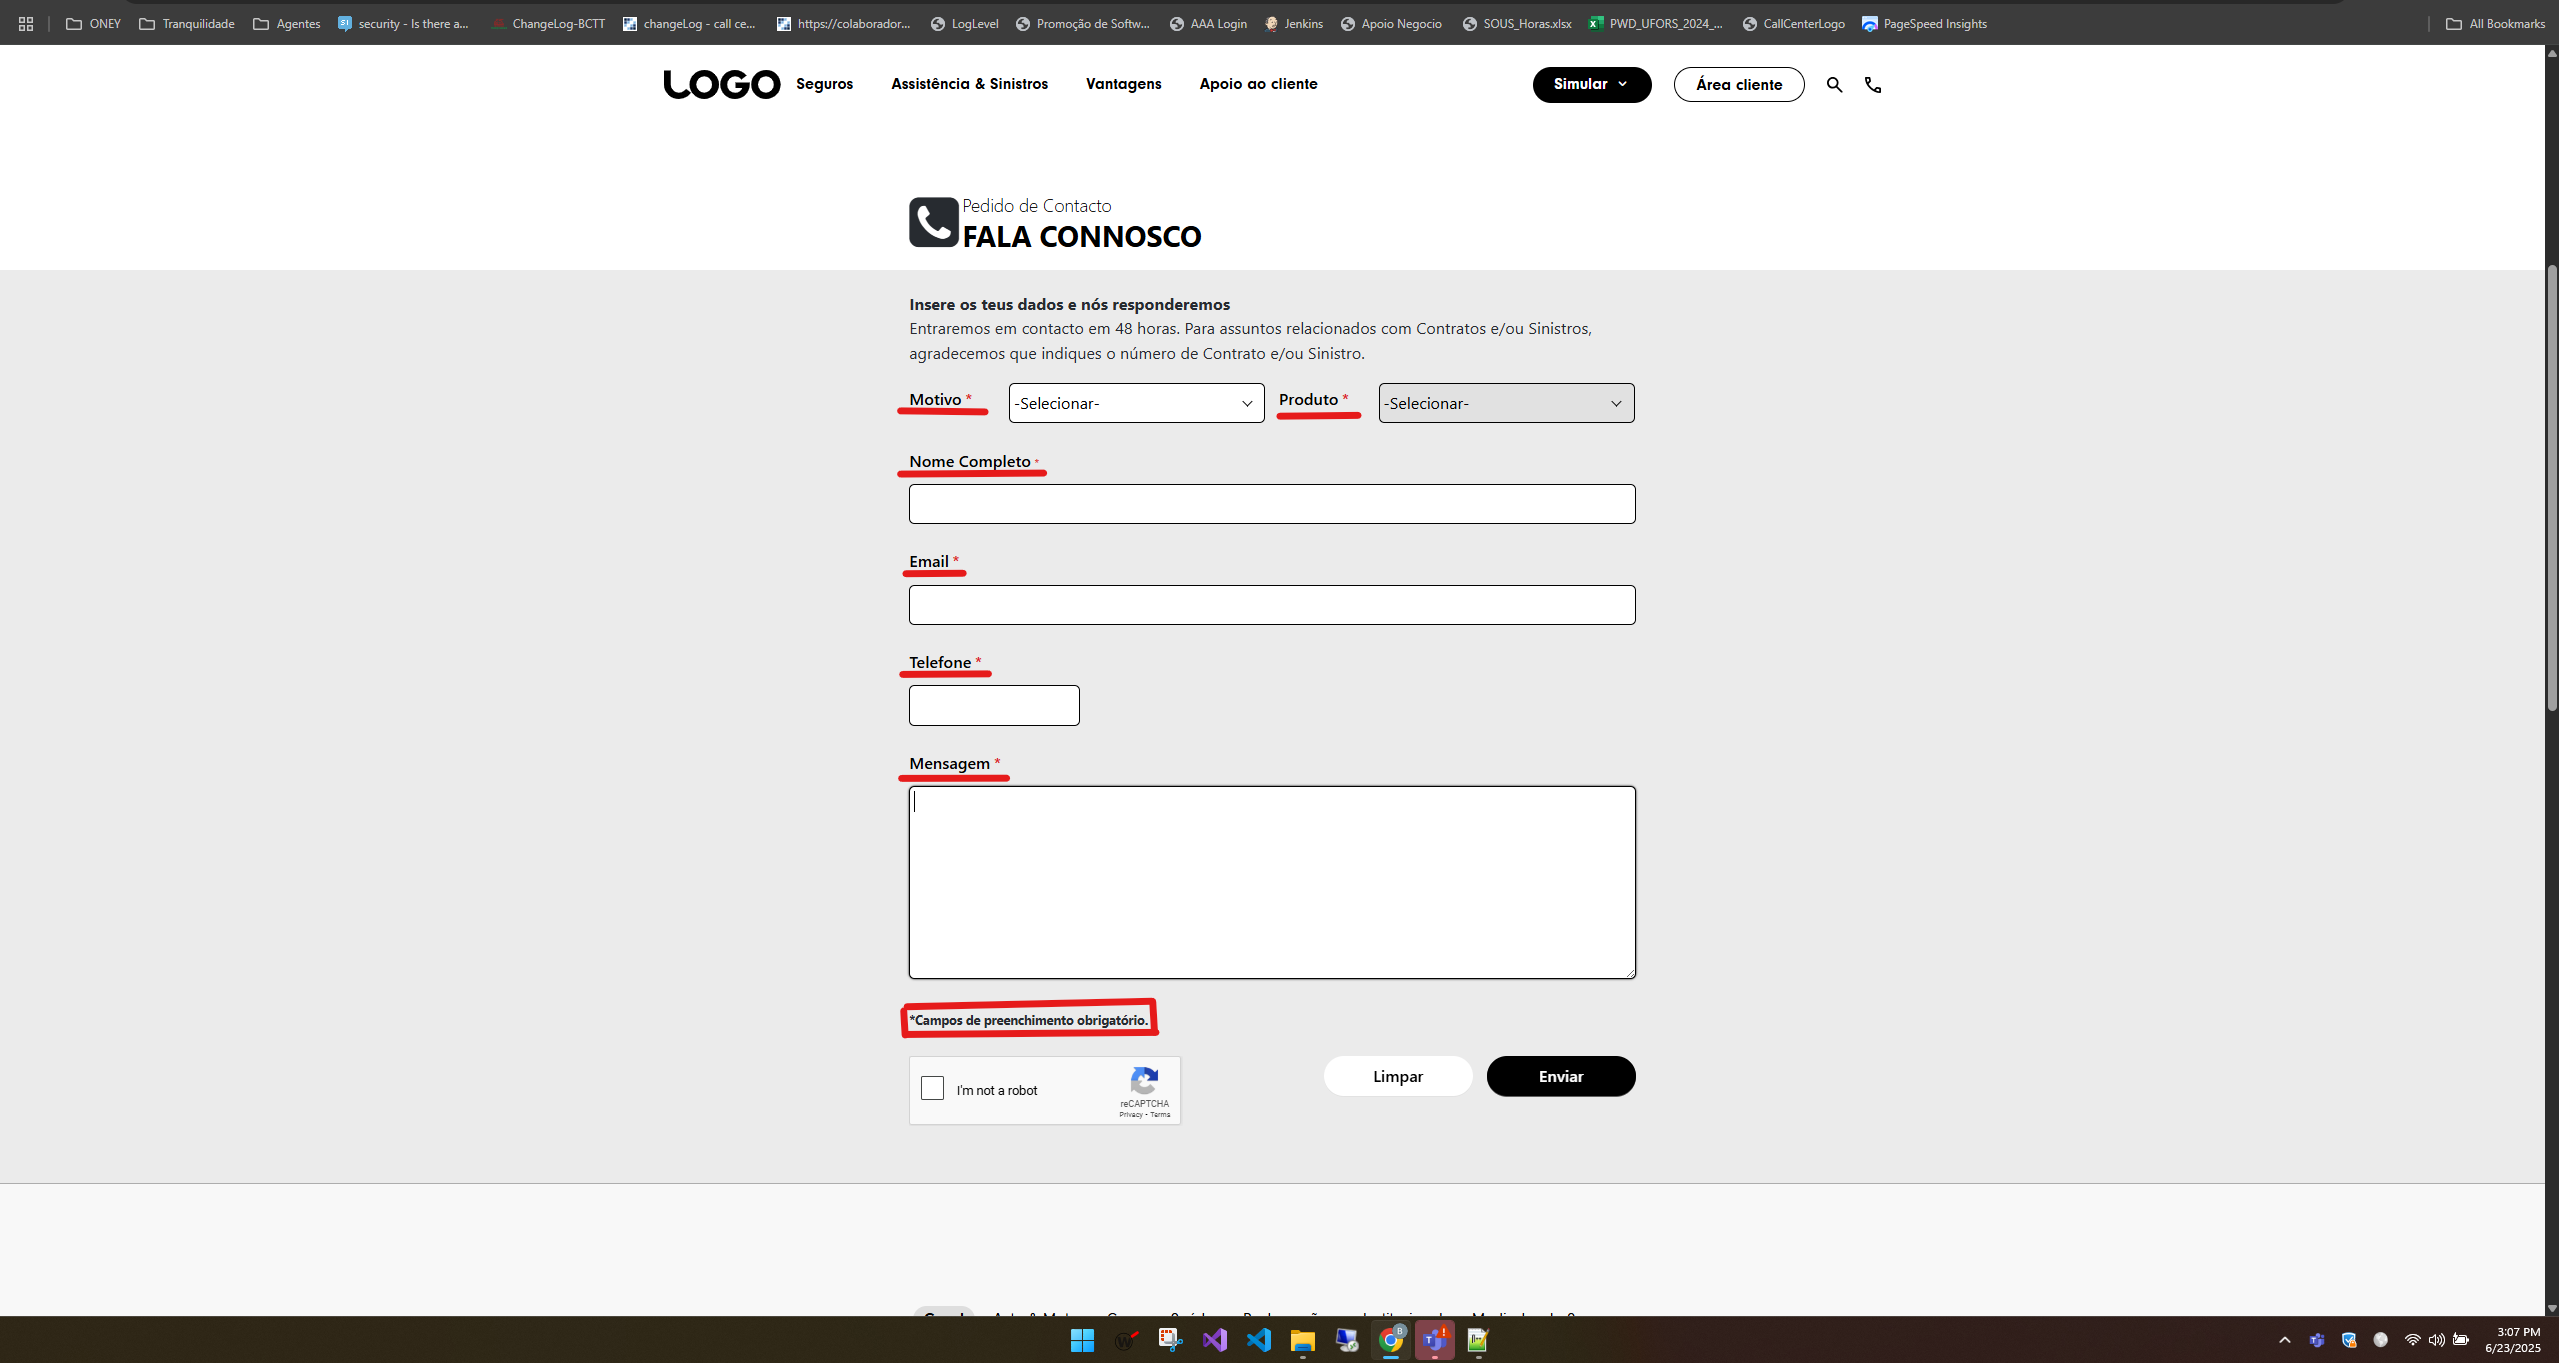 ONEY Tranquilidade Agentes security - Is there a... ChangeLog-BCTT changeLog - call ce... https://colaborador... LogLevel Promoção de Softw... AAA Login Jenkins Apoio Negocio SOUS_Horas.xlsx PWD_UFORS_2024_... CallCenterLogo PageSpeed Insights All Bookmarks
LOGO Seguros Assistência & Sinistros Vantagens Apoio ao cliente Simular Área cliente
Pedido de Contacto
FALA CONNOSCO
Insere os teus dados e nós responderemos
Entraremos em contacto em 48 horas. Para assuntos relacionados com Contratos e/ou Sinistros,
agradecemos que indiques o número de Contrato e/ou Sinistro.
Motivo * -Selecionar- Produto * -Selecionar-
Nome Completo *
Email *
Telefone *
Mensagem *
*Campos de preenchimento obrigatório.
I'm not a robot
reCAPTCHA
Privacy - Terms
Limpar Enviar
3:07 PM
6/23/2025